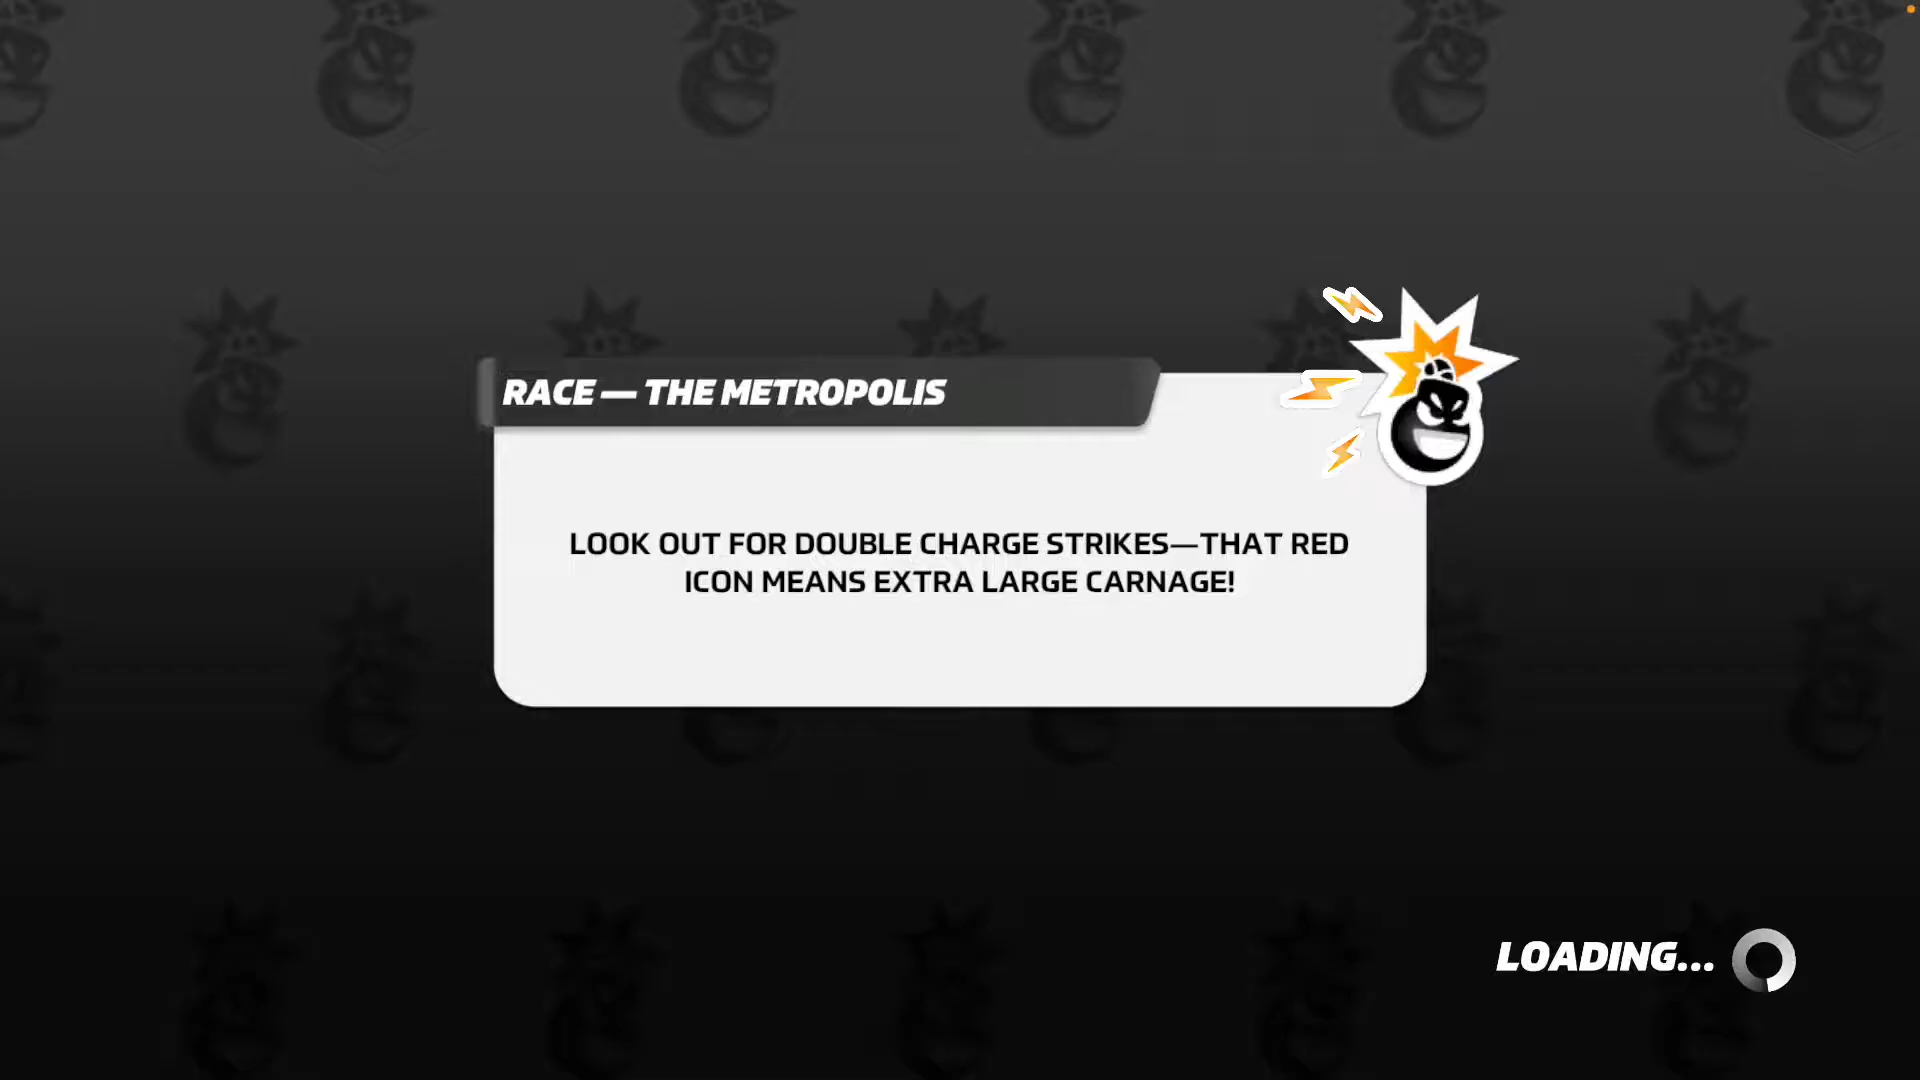 RACE — THE METROPOLIS
LOOK OUT FOR DOUBLE CHARGE STRIKES—THAT RED
ICON MEANS EXTRA LARGE CARNAGE!
LOADING...